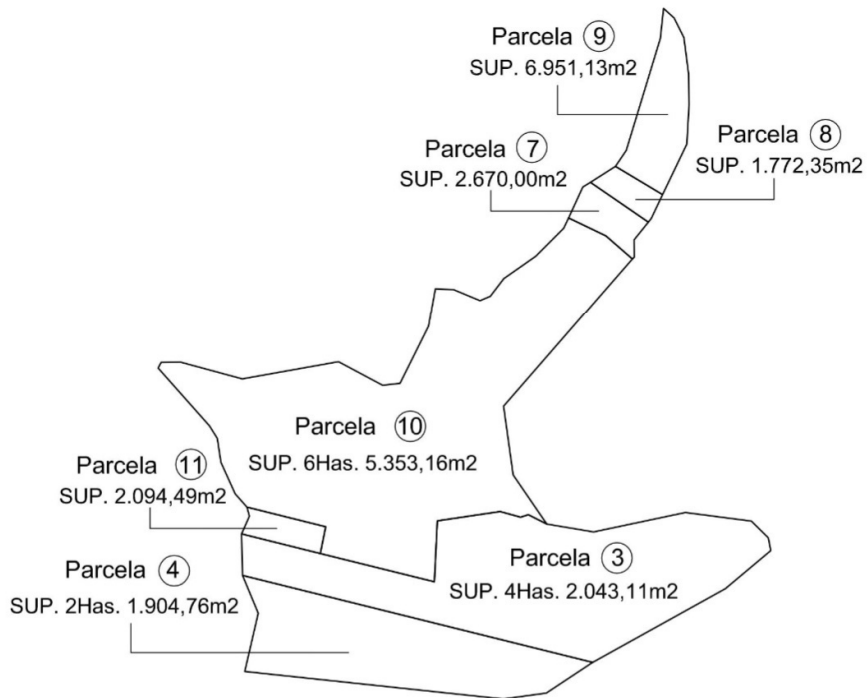 Parcela 9
SUP. 6.951,13m2
Parcela 8
SUP. 1.772,35m2
Parcela 7
SUP. 2.670,00m2
Parcela 10
SUP. 6Has. 5.353,16m2
Parcela 11
SUP. 2.094,49m2
Parcela 3
SUP. 4Has. 2.043,11m2
Parcela 4
SUP. 2Has. 1.904,76m2